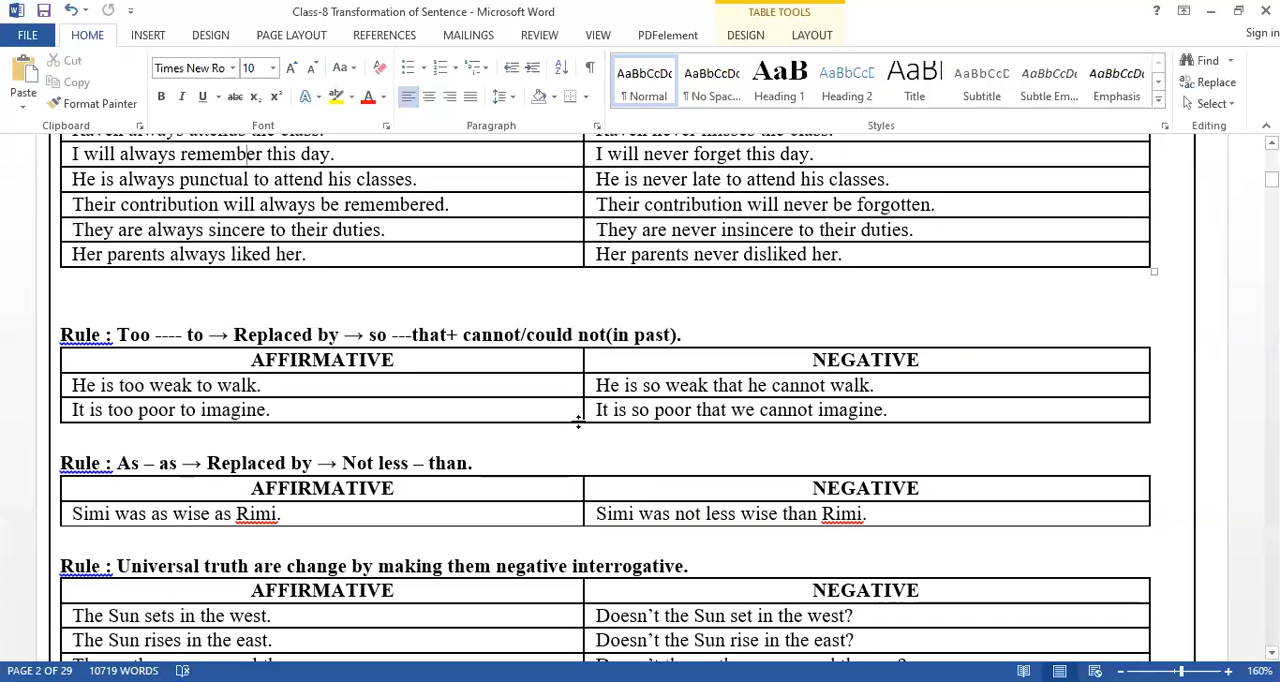 Class-8 Transformation of Sentence - Microsoft Word
TABLE TOOLS
?
Sign in
FILE HOME INSERT DESIGN PAGE LAYOUT REFERENCES MAILINGS REVIEW VIEW PDFelement DESIGN LAYOUT
Paste
Cut
Copy
Format Painter
Clipboard
Times New Ro 10
Font
Paragraph
AaBbCcDc ¶ Normal
AaBbCcDc ¶ No Spac...
AaB Heading 1
AaBbCcD Heading 2
AaBl Title
AaBbCcD Subtitle
AaBbCcDt Subtle Em...
AaBbCcDt Emphasis
Styles
Find
Replace
Select
Editing
Raven always attends the class. Raven never misses the class.
I will always remember this day. I will never forget this day.
He is always punctual to attend his classes. He is never late to attend his classes.
Their contribution will always be remembered. Their contribution will never be forgotten.
They are always sincere to their duties. They are never insincere to their duties.
Her parents always liked her. Her parents never disliked her.
Rule : Too ---- to → Replaced by → so ---that+ cannot/could not(in past).
AFFIRMATIVE NEGATIVE
He is too weak to walk. He is so weak that he cannot walk.
It is too poor to imagine. It is so poor that we cannot imagine.
Rule : As – as → Replaced by → Not less – than.
AFFIRMATIVE NEGATIVE
Simi was as wise as Rimi. Simi was not less wise than Rimi.
Rule : Universal truth are change by making them negative interrogative.
AFFIRMATIVE NEGATIVE
The Sun sets in the west. Doesn't the Sun set in the west?
The Sun rises in the east. Doesn't the Sun rise in the east?
PAGE 2 OF 29 10719 WORDS 160%